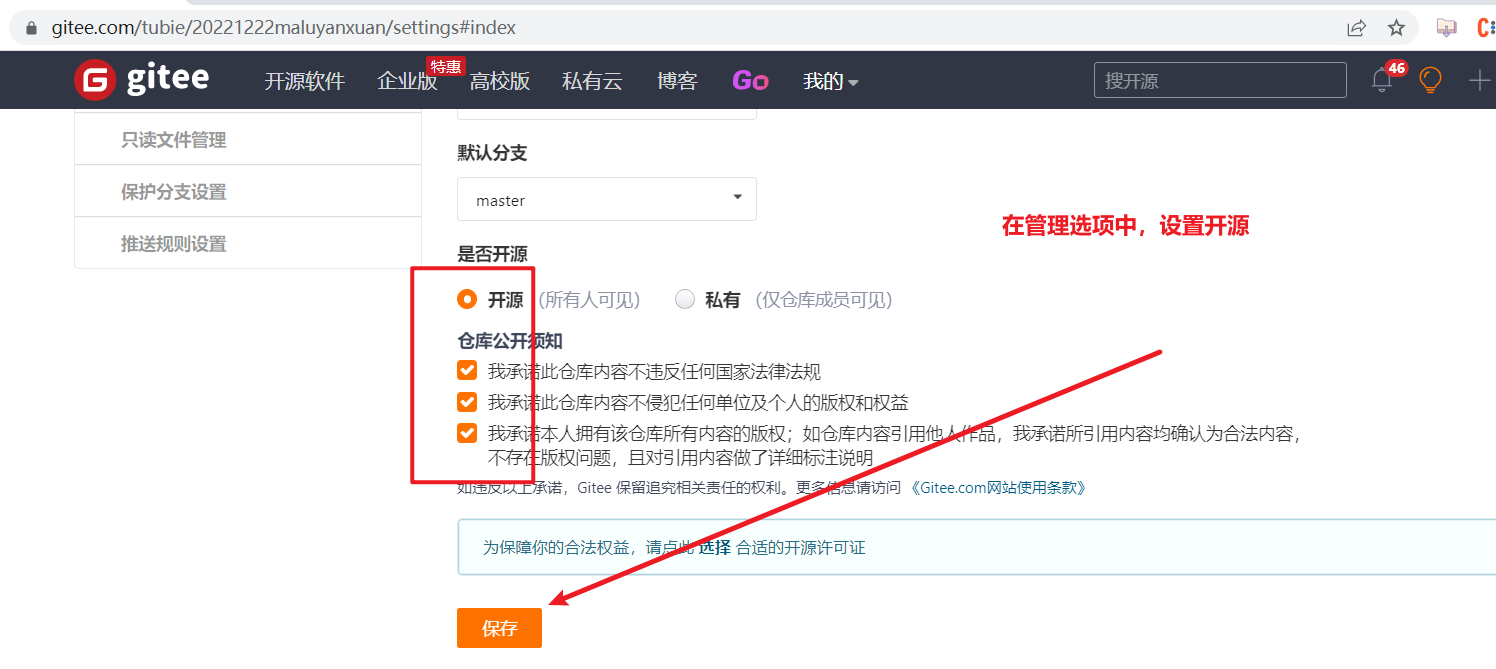 gitee.com/tubie/20221222maluyanxuan/settings#index
gitee 开源软件 企业版 特惠 高校版 私有云 博客 Go 我的 搜开源 46
只读文件管理
保护分支设置
推送规则设置
默认分支
master
在管理选项中，设置开源
是否开源
开源 (所有人可见) 私有 (仅仓库成员可见)
仓库公开须知
我承诺此仓库内容不违反任何国家法律法规
我承诺此仓库内容不侵犯任何单位及个人的版权和权益
我承诺本人拥有该仓库所有内容的版权；如仓库内容引用他人作品，我承诺所引用内容均确认为合法内容，
不存在版权问题，且对引用内容做了详细标注说明
如违反以上承诺，Gitee 保留追究相关责任的权利。更多信息请访问 《Gitee.com网站使用条款》
为保障你的合法权益，请点此 选择 合适的开源许可证
保存